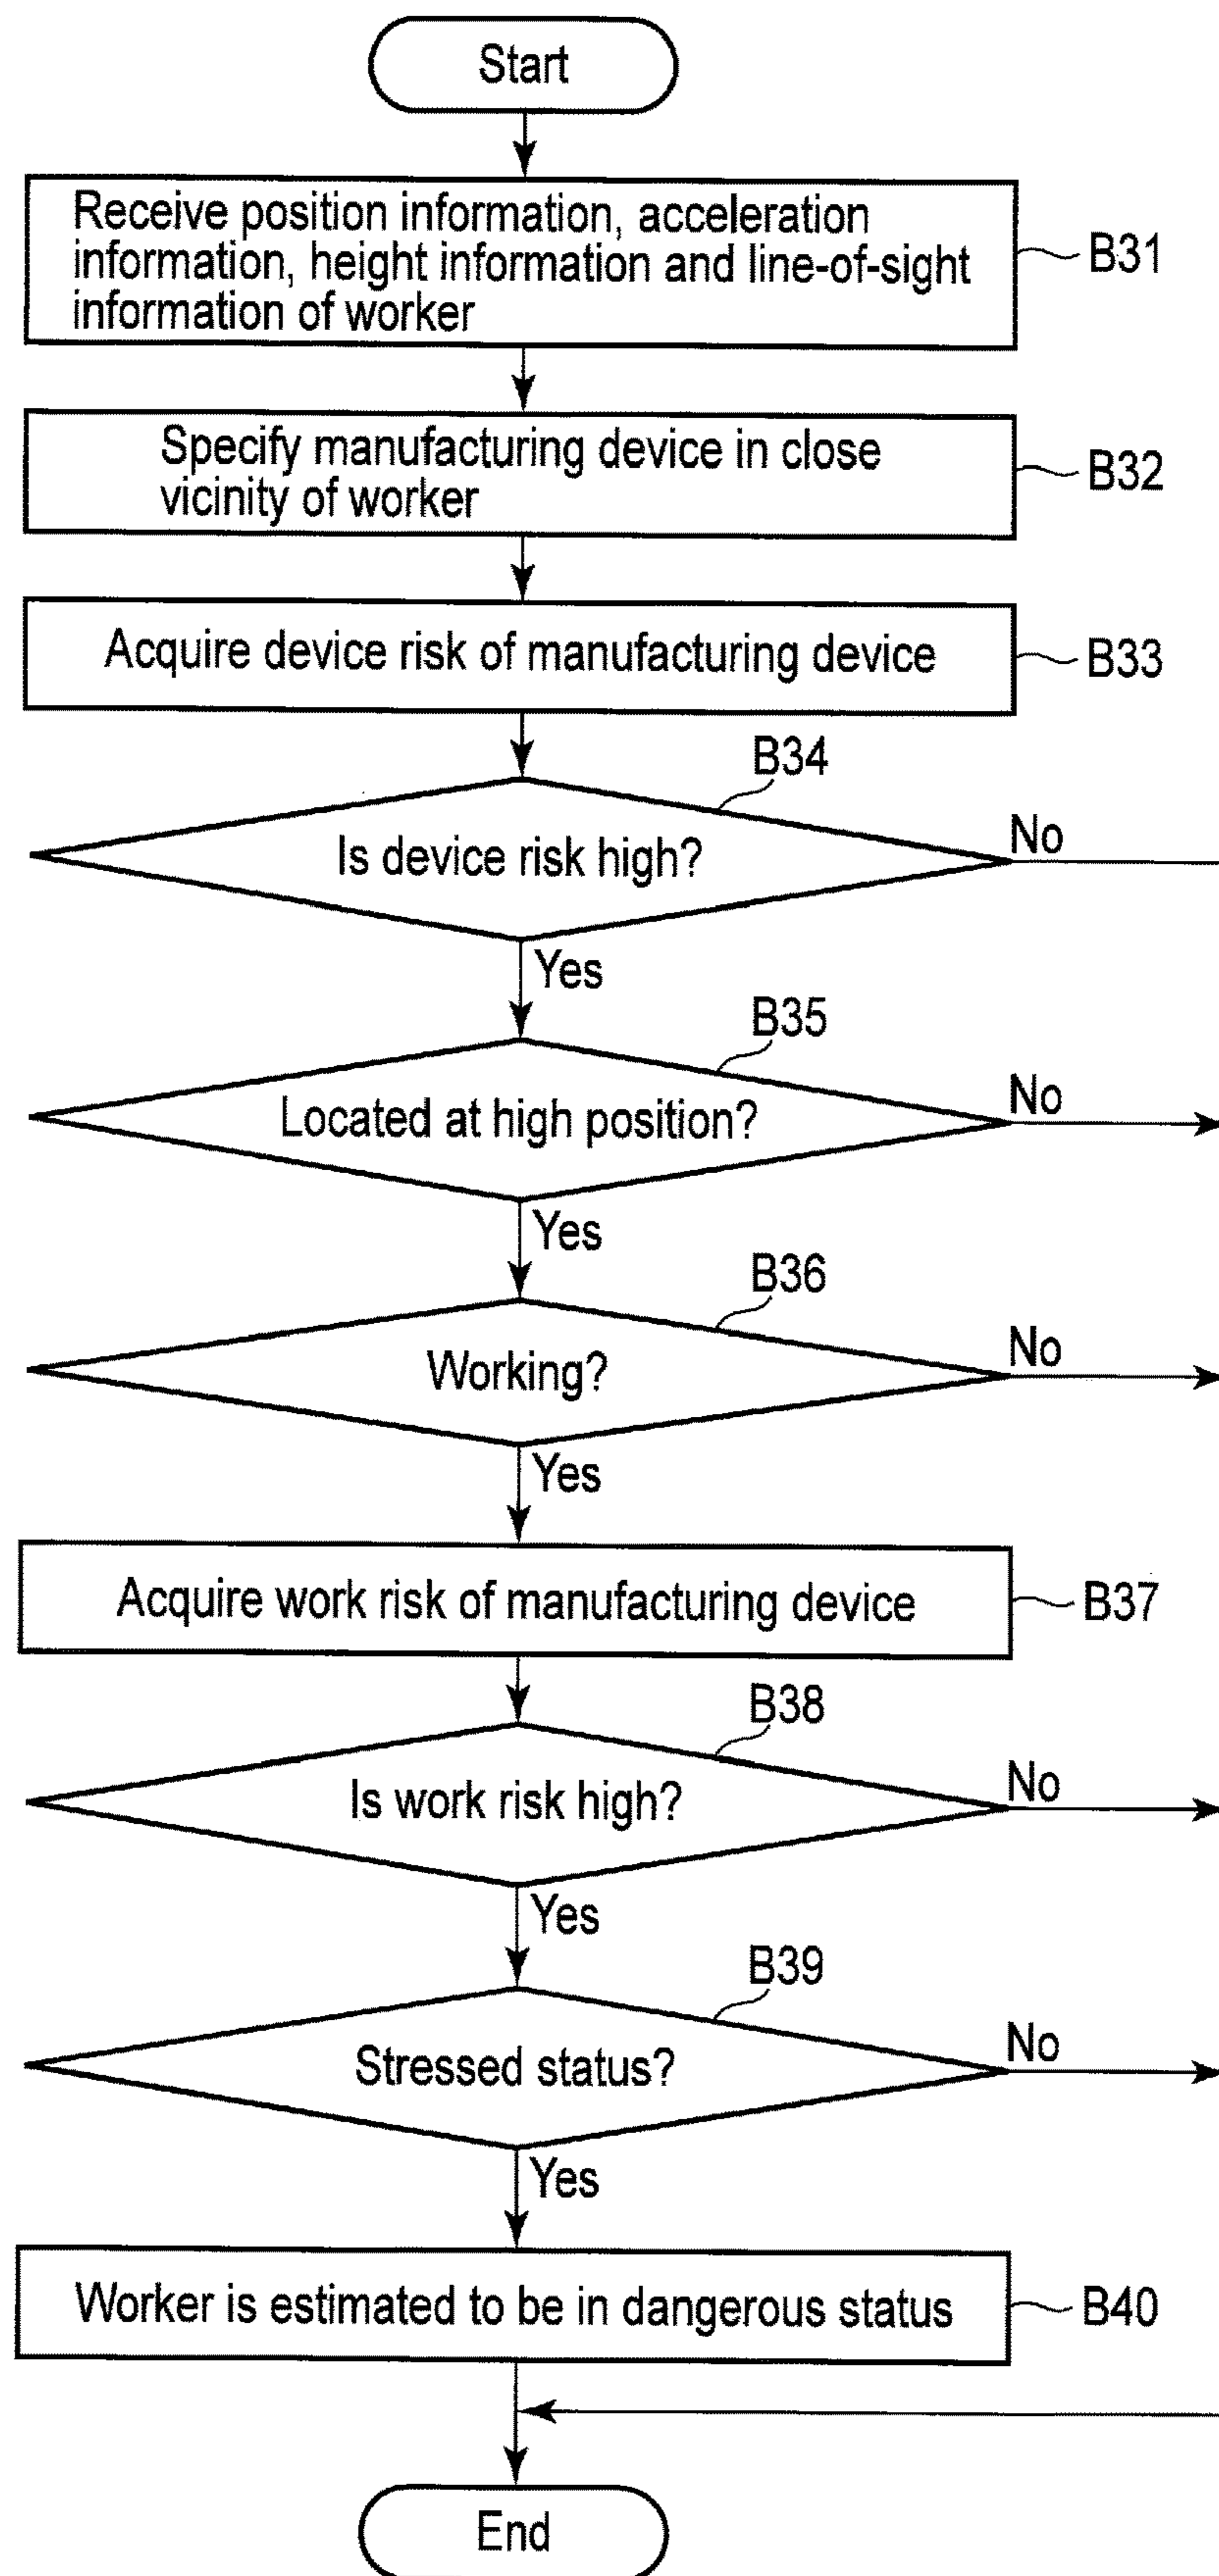 Start
Receive position information, acceleration
information, height information and line-of-sight
information of worker
B31
Specify manufacturing device in close
vicinity of worker
B32
Acquire device risk of manufacturing device
B33
B34
Is device risk high?
No
Yes
B35
Located at high position?
No
Yes
B36
Working?
No
Yes
Acquire work risk of manufacturing device
B37
B38
Is work risk high?
No
Yes
B39
Stressed status?
No
Yes
Worker is estimated to be in dangerous status
B40
End